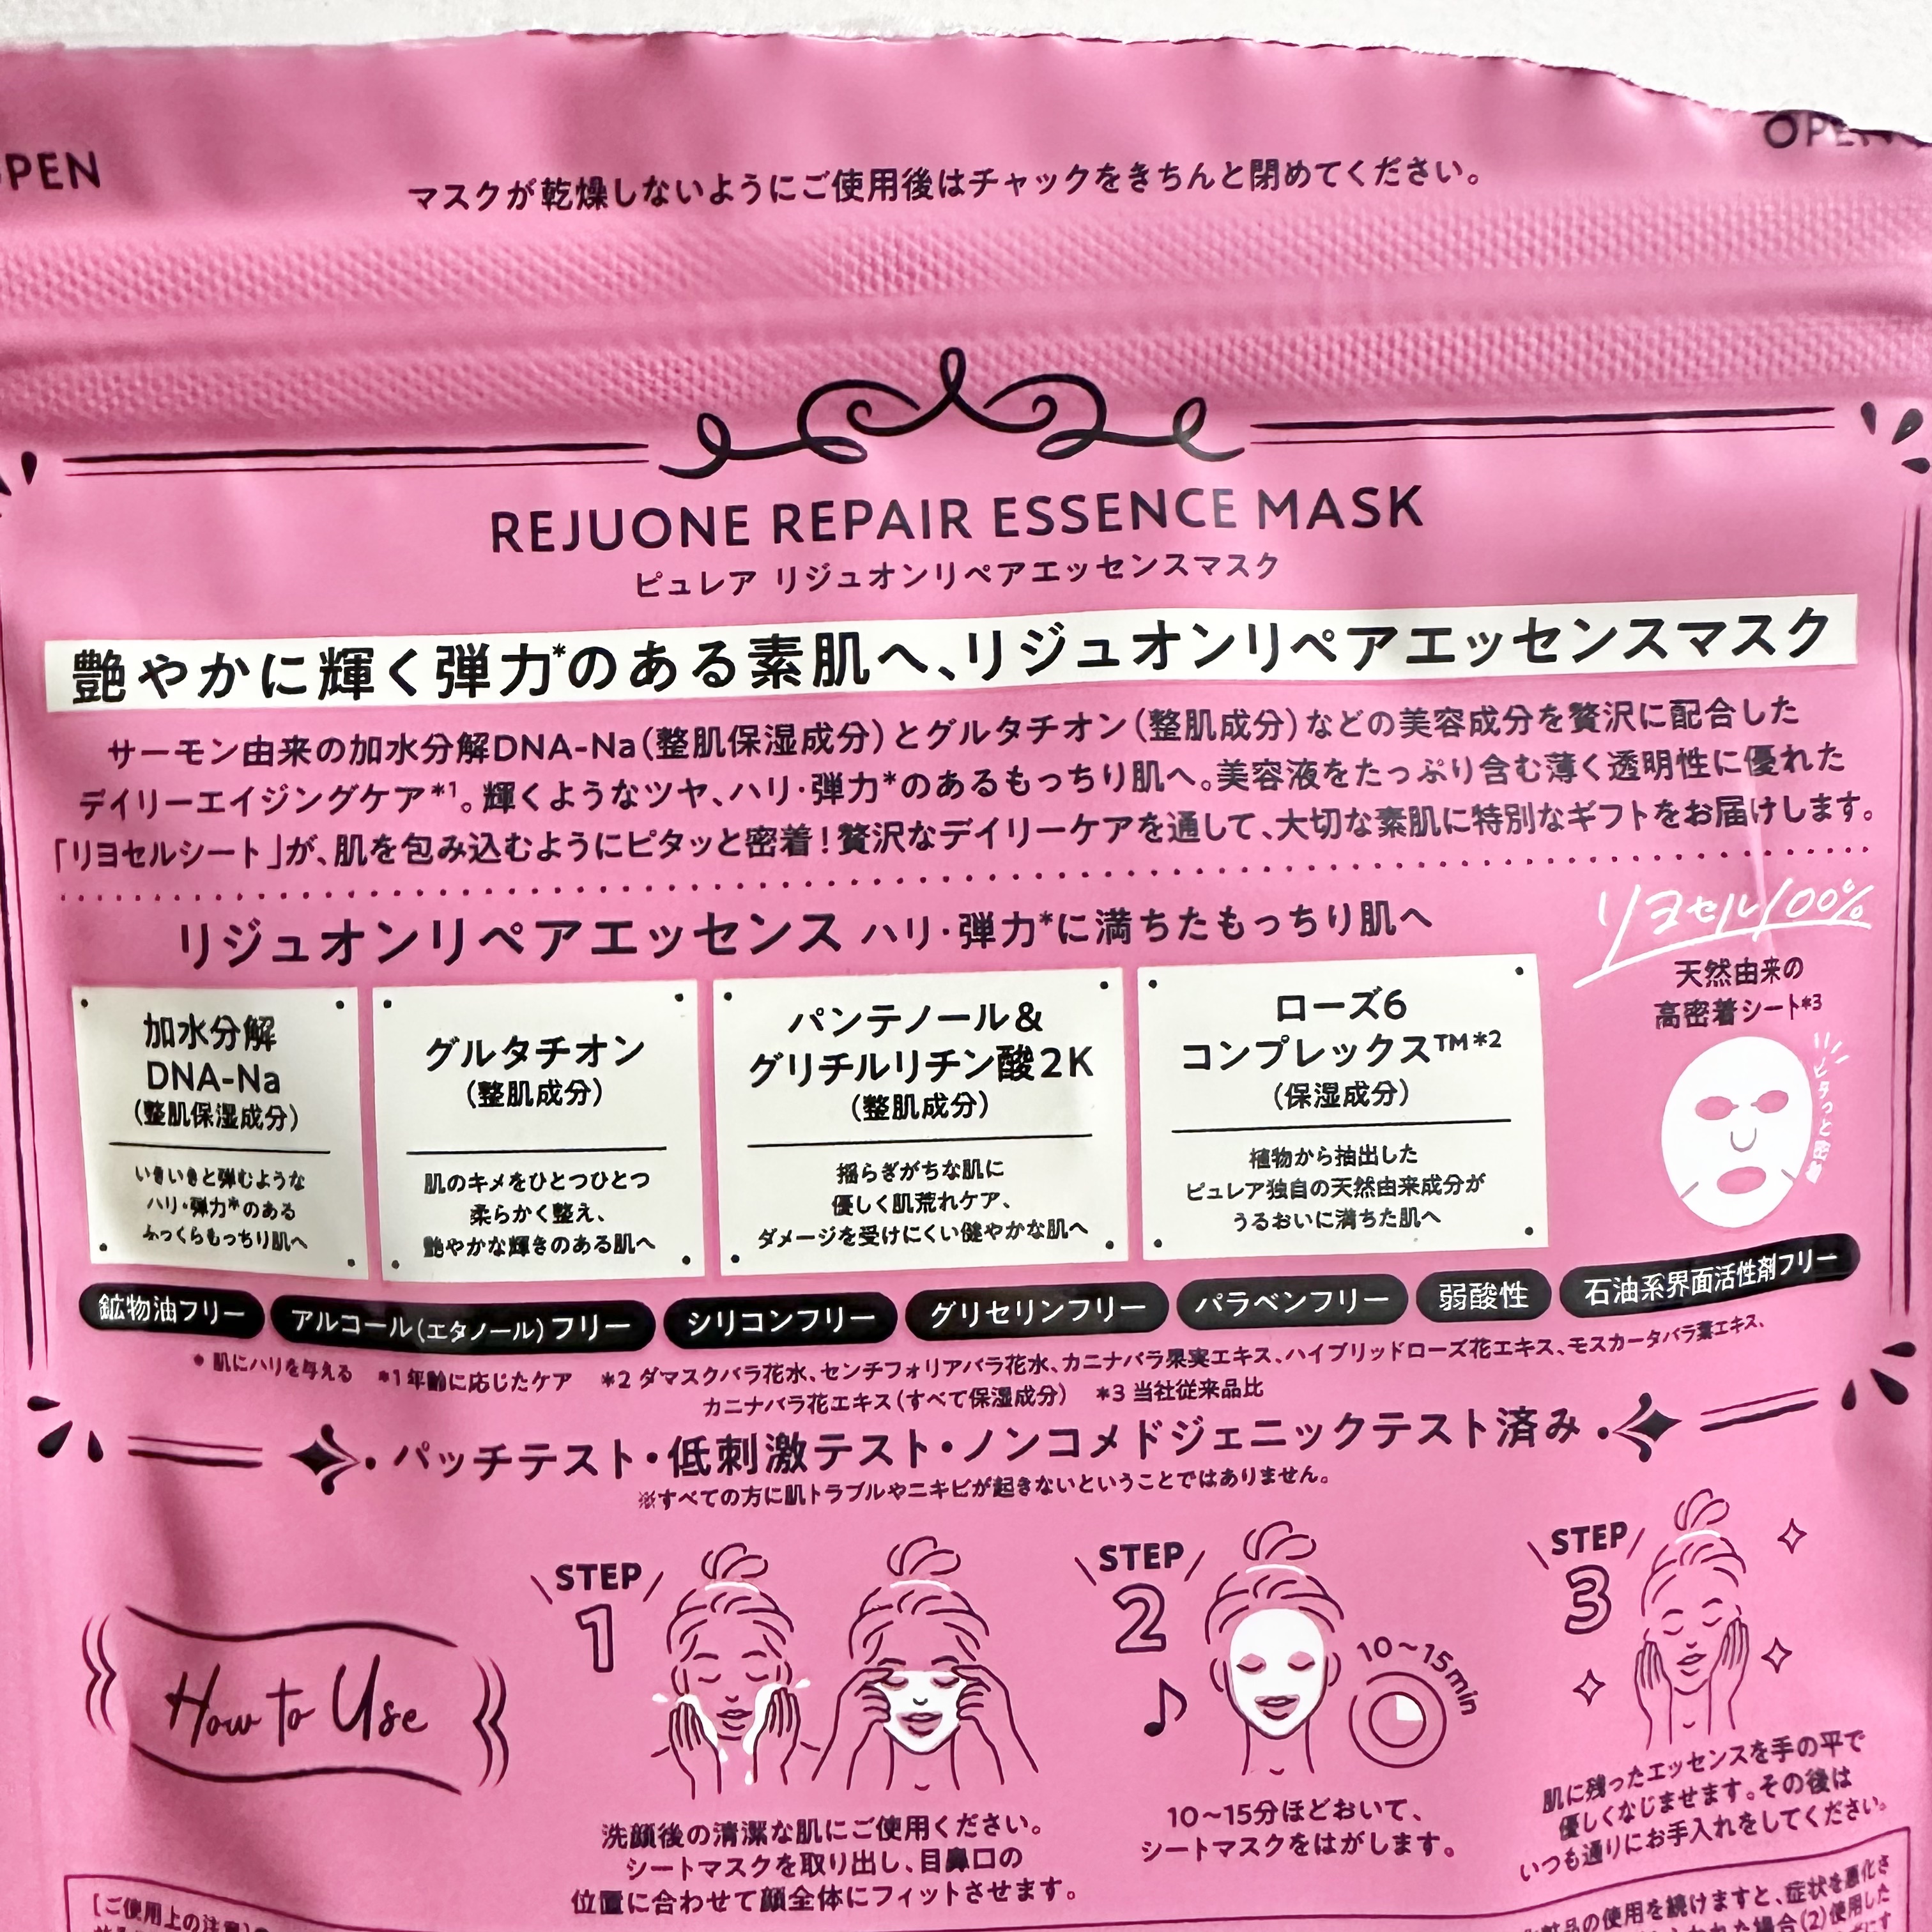 OPEN
OPEN
マスクが乾燥しないようにご使用後はチャックをきちんと閉めてください。
REJUONE REPAIR ESSENCE MASK
ピュレア リジュオンリペアエッセンスマスク
艶やかに輝く弾力*のある素肌へ、リジュオンリペアエッセンスマスク
サーモン由来の加水分解DNA-Na(整肌保湿成分)とグルタチオン(整肌成分)などの美容成分を贅沢に配合した
デイリーエイジングケア*1。輝くようなツヤ、ハリ・弾力*のあるもっちり肌へ。美容液をたっぷり含む薄く透明性に優れた
「リヨセルシート」が、肌を包み込むようにピタッと密着!贅沢なデイリーケアを通して、大切な素肌に特別なギフトをお届けします。
リジュオンリペアエッセンス ハリ・弾力*に満ちたもっちり肌へ
リヨセル100%
天然由来の
高密着シート*3
ピタっと密着
加水分解
DNA-Na
(整肌保湿成分)
いきいきと弾むような
ハリ・弾力*のある
ふっくらもっちり肌へ
グルタチオン
(整肌成分)
肌のキメをひとつひとつ
柔らかく整え、
艶やかな輝きのある肌へ
パンテノール&
グリチルリチン酸2K
(整肌成分)
揺らぎがちな肌に
優しく肌荒れケア、
ダメージを受けにくい健やかな肌へ
ローズ6
コンプレックス™*2
(保湿成分)
植物から抽出した
ピュレア独自の天然由来成分が
うるおいに満ちた肌へ
鉱物油フリー アルコール(エタノール)フリー シリコンフリー グリセリンフリー パラベンフリー 弱酸性 石油系界面活性剤フリー
* 肌にハリを与える *1 年齢に応じたケア *2 ダマスクバラ花水、センチフォリアバラ花水、カニナバラ果実エキス、ハイブリッドローズ花エキス、モスカータバラ葉エキス、
カニナバラ花エキス(すべて保湿成分) *3 当社従来品比
パッチテスト・低刺激テスト・ノンコメドジェニックテスト済み
※すべての方に肌トラブルやニキビが起きないということではありません。
How to Use
STEP
1
洗顔後の清潔な肌にご使用ください。
シートマスクを取り出し、目鼻口の
位置に合わせて顔全体にフィットさせます。
STEP
2
10~15min
10~15分ほどおいて、
シートマスクをはがします。
STEP
3
肌に残ったエッセンスを手の平で
優しくなじませます。その後は
いつも通りにお手入れをしてください。
【ご使用上の注意】
化粧品の使用を続けますと、症状を悪化さ
場合(2)使用した